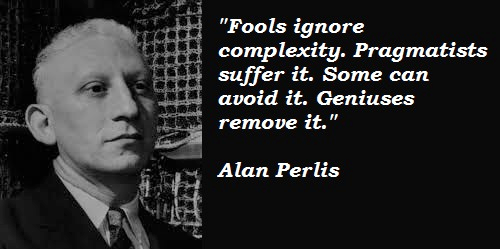 "Fools ignore
complexity. Pragmatists
suffer it. Some can
avoid it. Geniuses
remove it."
Alan Perlis